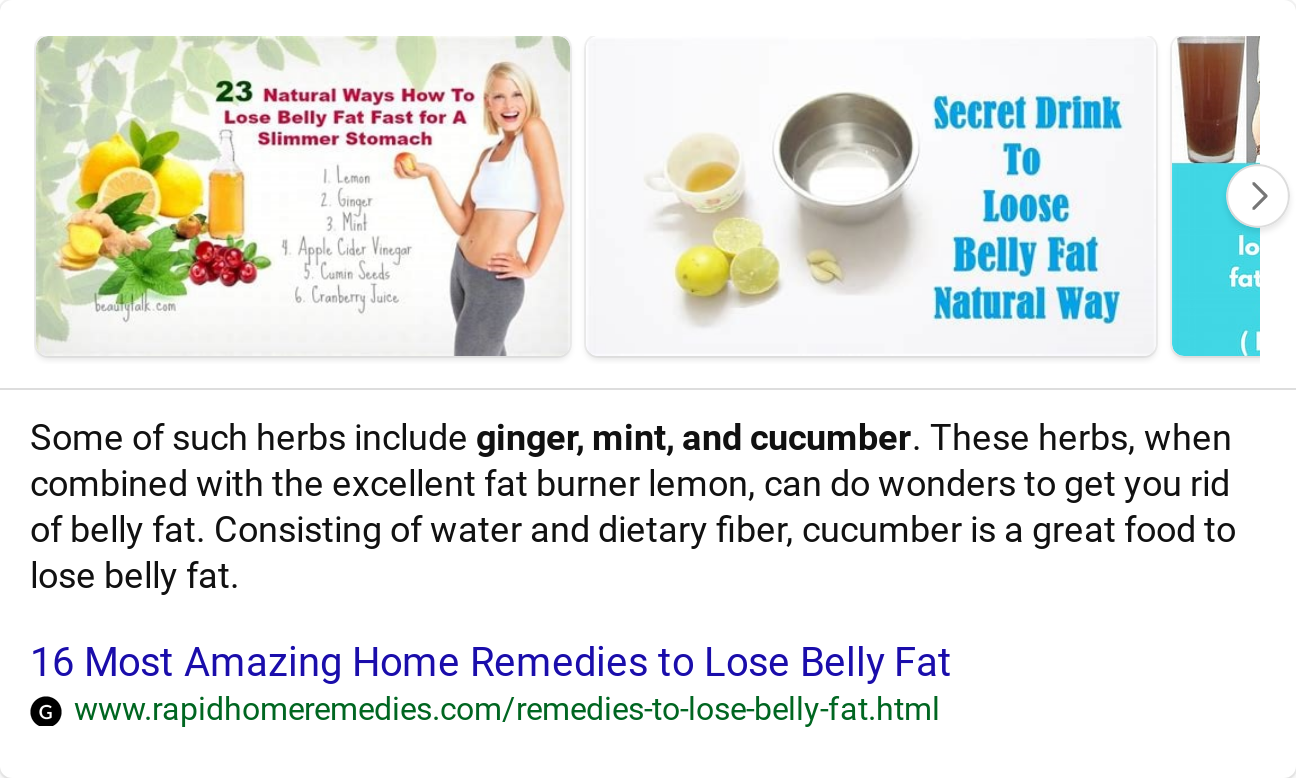 23 Natural Ways How To
Lose Belly Fat Fast for A
Slimmer Stomach
1. Lemon
2. Ginger
3. Mint
4. Apple Cider Vinegar
5. Cumin Seeds
6. Cranberry Juice
beautytalk.com
Secret Drink
To
Loose
Belly Fat
Natural Way
lo
fat
Some of such herbs include ginger, mint, and cucumber. These herbs, when
combined with the excellent fat burner lemon, can do wonders to get you rid
of belly fat. Consisting of water and dietary fiber, cucumber is a great food to
lose belly fat.
16 Most Amazing Home Remedies to Lose Belly Fat
G www.rapidhomeremedies.com/remedies-to-lose-belly-fat.html